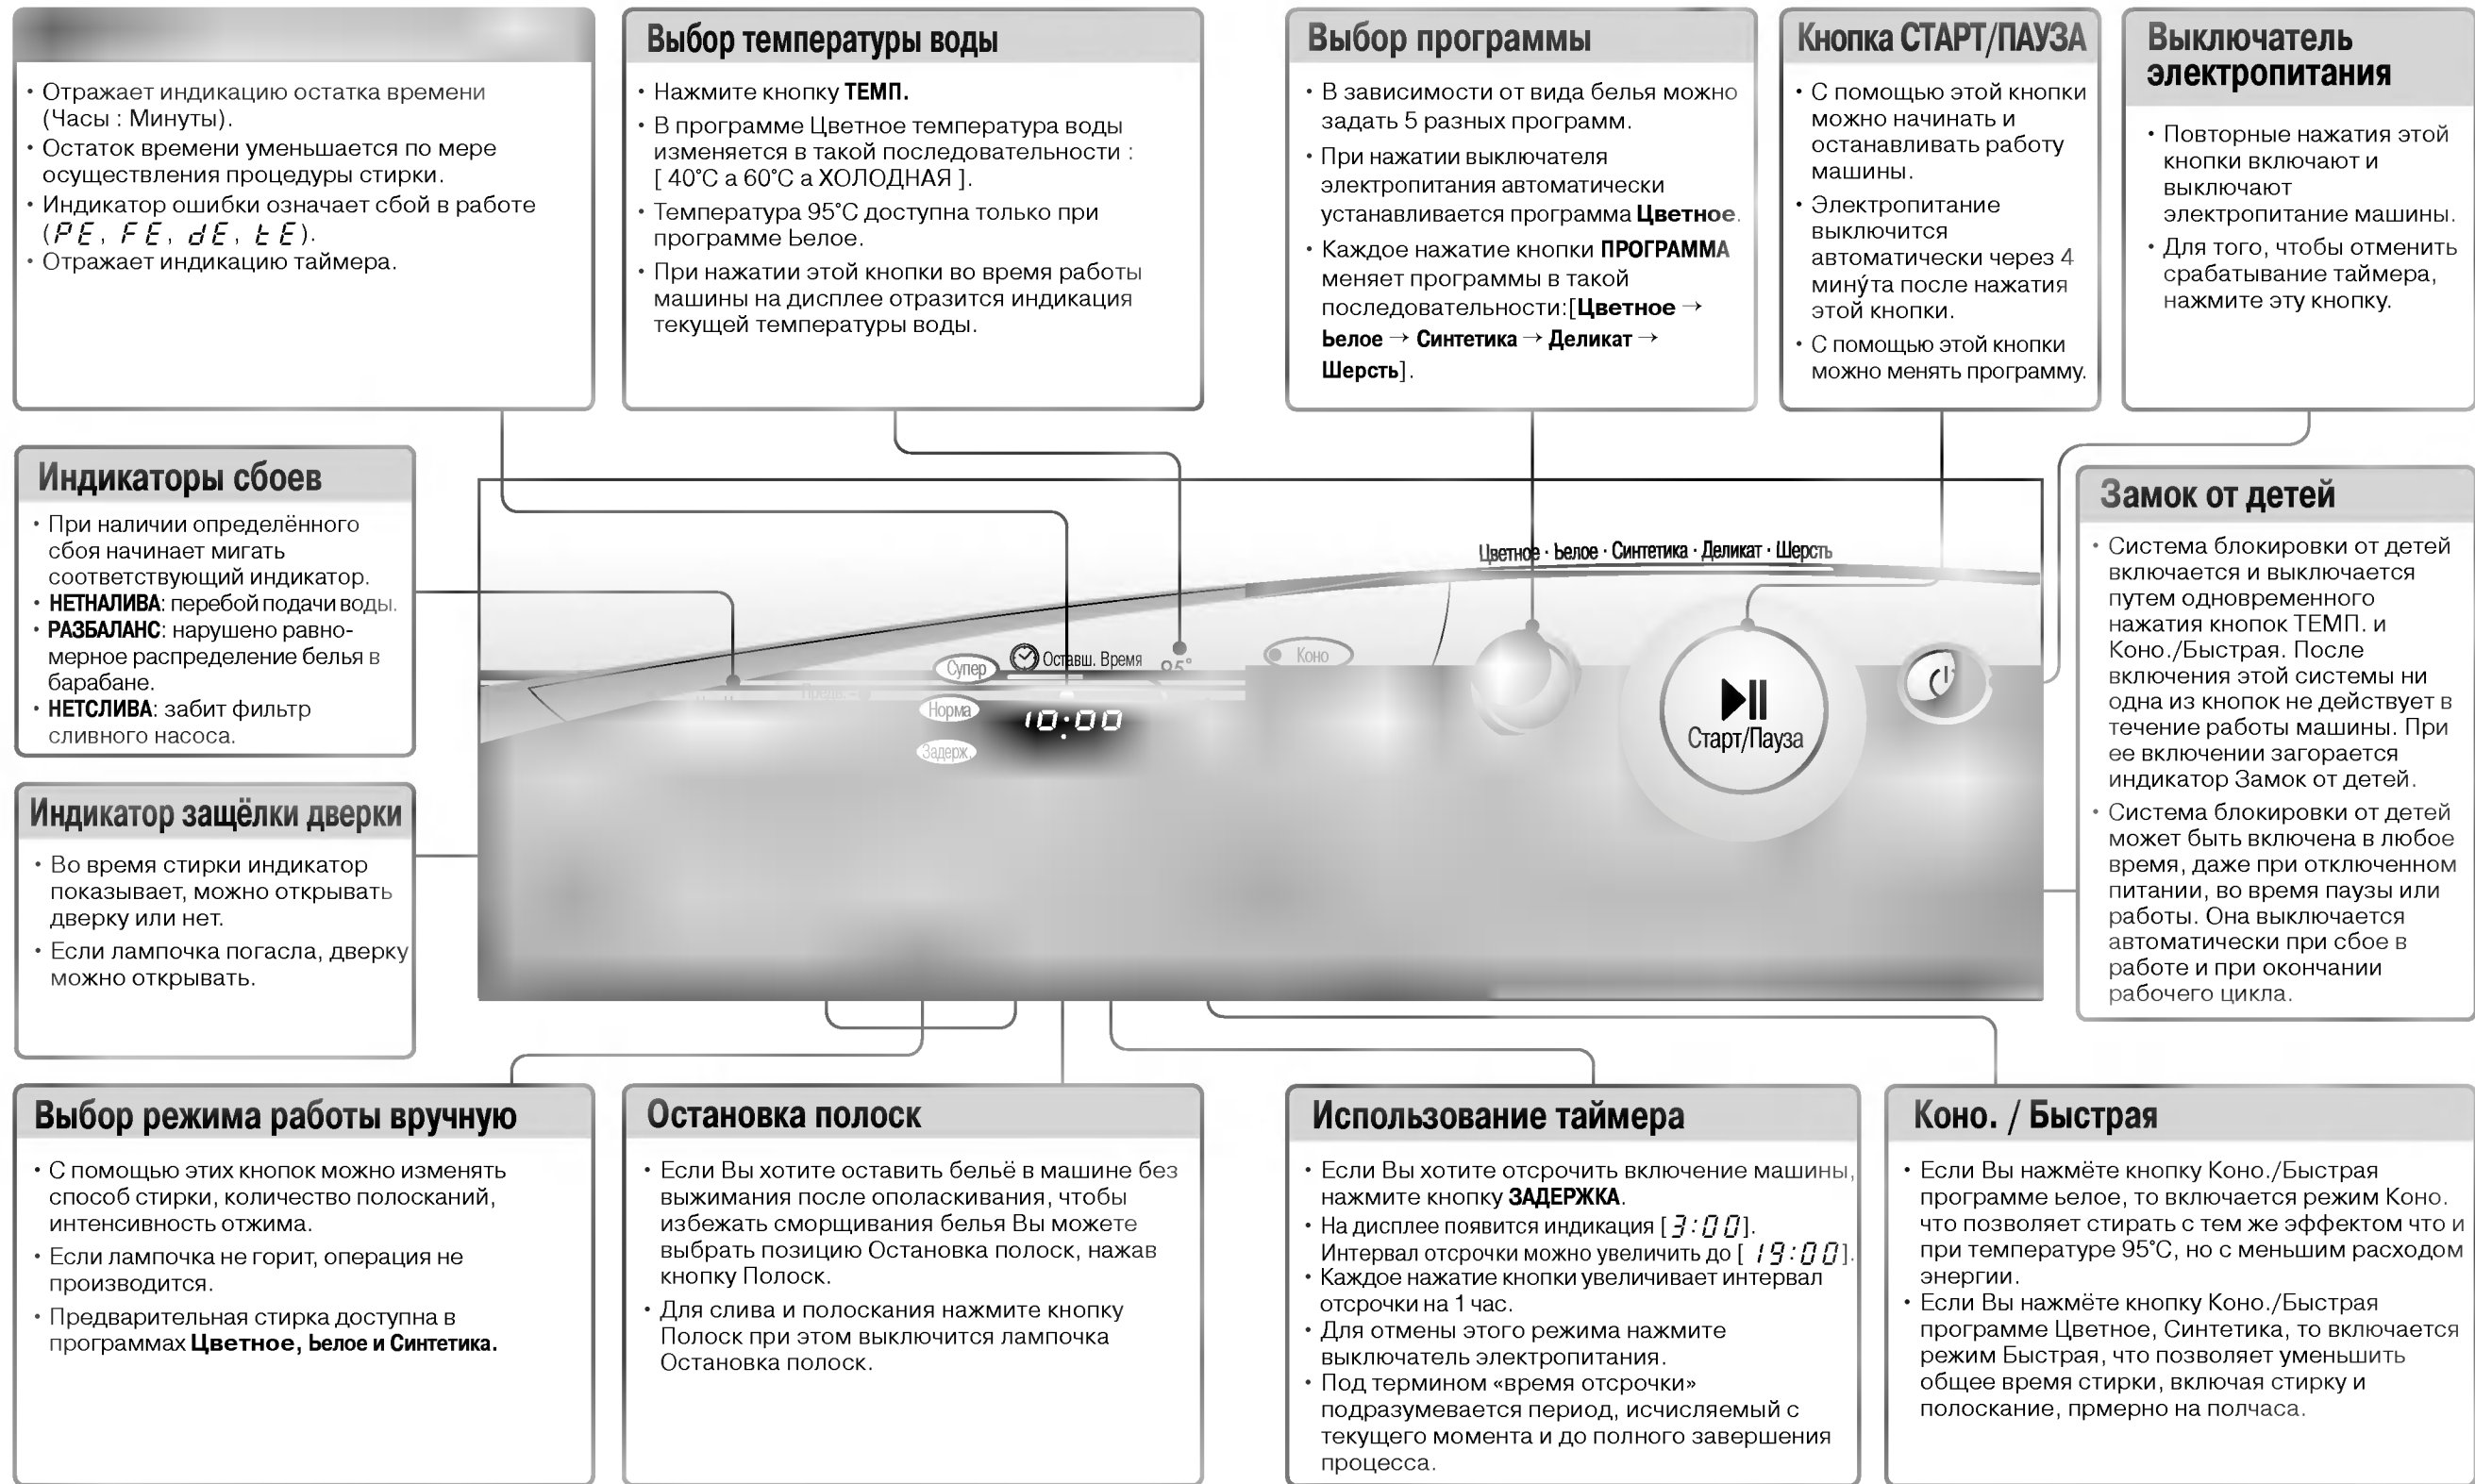 • Отражает индикацию остатка времени
(Часы : Минуты).
• Остаток времени уменьшается по мере
осуществления процедуры стирки.
• Индикатор ошибки означает сбой в работе
(PE, FE, dE, tE).
• Отражает индикацию таймера.
Выбор температуры воды
• Нажмите кнопку ТЕМП.
• В программе Цветное температура воды
изменяется в такой последовательности :
[ 40°C а 60°C а ХОЛОДНАЯ ].
• Температура 95°C доступна только при
программе Ьелое.
• При нажатии этой кнопки во время работы
машины на дисплее отразится индикация
текущей температуры воды.
Выбор программы
• В зависимости от вида белья можно
задать 5 разных программ.
• При нажатии выключателя
электропитания автоматически
устанавливается программа Цветное.
• Каждое нажатие кнопки ПРОГРАММА
меняет программы в такой
последовательности:[Цветное →
Ьелое → Синтетика → Деликат →
Шерсть].
Кнопка СТАРТ/ПАУЗА
• С помощью этой кнопки
можно начинать и
останавливать работу
машины.
• Электропитание
выключится
автоматически через 4
мину́та после нажатия
этой кнопки.
• С помощью этой кнопки
можно менять программу.
Выключатель
электропитания
• Повторные нажатия этой
кнопки включают и
выключают
электропитание машины.
• Для того, чтобы отменить
срабатывание таймера,
нажмите эту кнопку.
Индикаторы сбоев
• При наличии определённого
сбоя начинает мигать
соответствующий индикатор.
• НЕТНАЛИВА: перебой подачи воды.
• РАЗБАЛАНС: нарушено равно-
мерное распределение белья в
барабане.
• НЕТСЛИВА: забит фильтр
сливного насоса.
Индикатор защёлки дверки
• Во время стирки индикатор
показывает, можно открывать
дверку или нет.
• Если лампочка погасла, дверку
можно открывать.
Цветное · Ьелое · Синтетика · Деликат · Шерсть
Супер
Оставш. Время
95°
Коно
Норма
10:00
Задерж.
Старт/Пауза
Замок от детей
• Система блокировки от детей
включается и выключается
путем одновременного
нажатия кнопок ТЕМП. и
Коно./Быстрая. После
включения этой системы ни
одна из кнопок не действует в
течение работы машины. При
ее включении загорается
индикатор Замок от детей.
• Система блокировки от детей
может быть включена в любое
время, даже при отключенном
питании, во время паузы или
работы. Она выключается
автоматически при сбое в
работе и при окончании
рабочего цикла.
Выбор режима работы вручную
• С помощью этих кнопок можно изменять
способ стирки, количество полосканий,
интенсивность отжима.
• Если лампочка не горит, операция не
производится.
• Предварительная стирка доступна в
программах Цветное, Ьелое и Синтетика.
Остановка полоск
• Если Вы хотите оставить бельё в машине без
выжимания после ополаскивания, чтобы
избежать сморщивания белья Вы можете
выбрать позицию Остановка полоск, нажав
кнопку Полоск.
• Для слива и полоскания нажмите кнопку
Полоск при этом выключится лампочка
Остановка полоск.
Использование таймера
• Если Вы хотите отсрочить включение машины,
нажмите кнопку ЗАДЕРЖКА.
• На дисплее появится индикация [ 3:00].
Интервал отсрочки можно увеличить до [ 19:00].
• Каждое нажатие кнопки увеличивает интервал
отсрочки на 1 час.
• Для отмены этого режима нажмите
выключатель электропитания.
• Под термином «время отсрочки»
подразумевается период, исчисляемый с
текущего момента и до полного завершения
процесса.
Коно. / Быстрая
• Если Вы нажмёте кнопку Коно./Быстрая
программе ьелое, то включается режим Коно.
что позволяет стирать с тем же эффектом что и
при температуре 95°C, но с меньшим расходом
энергии.
• Если Вы нажмёте кнопку Коно./Быстрая
программе Цветное, Синтетика, то включается
режим Быстрая, что позволяет уменьшить
общее время стирки, включая стирку и
полоскание, прмерно на полчаса.